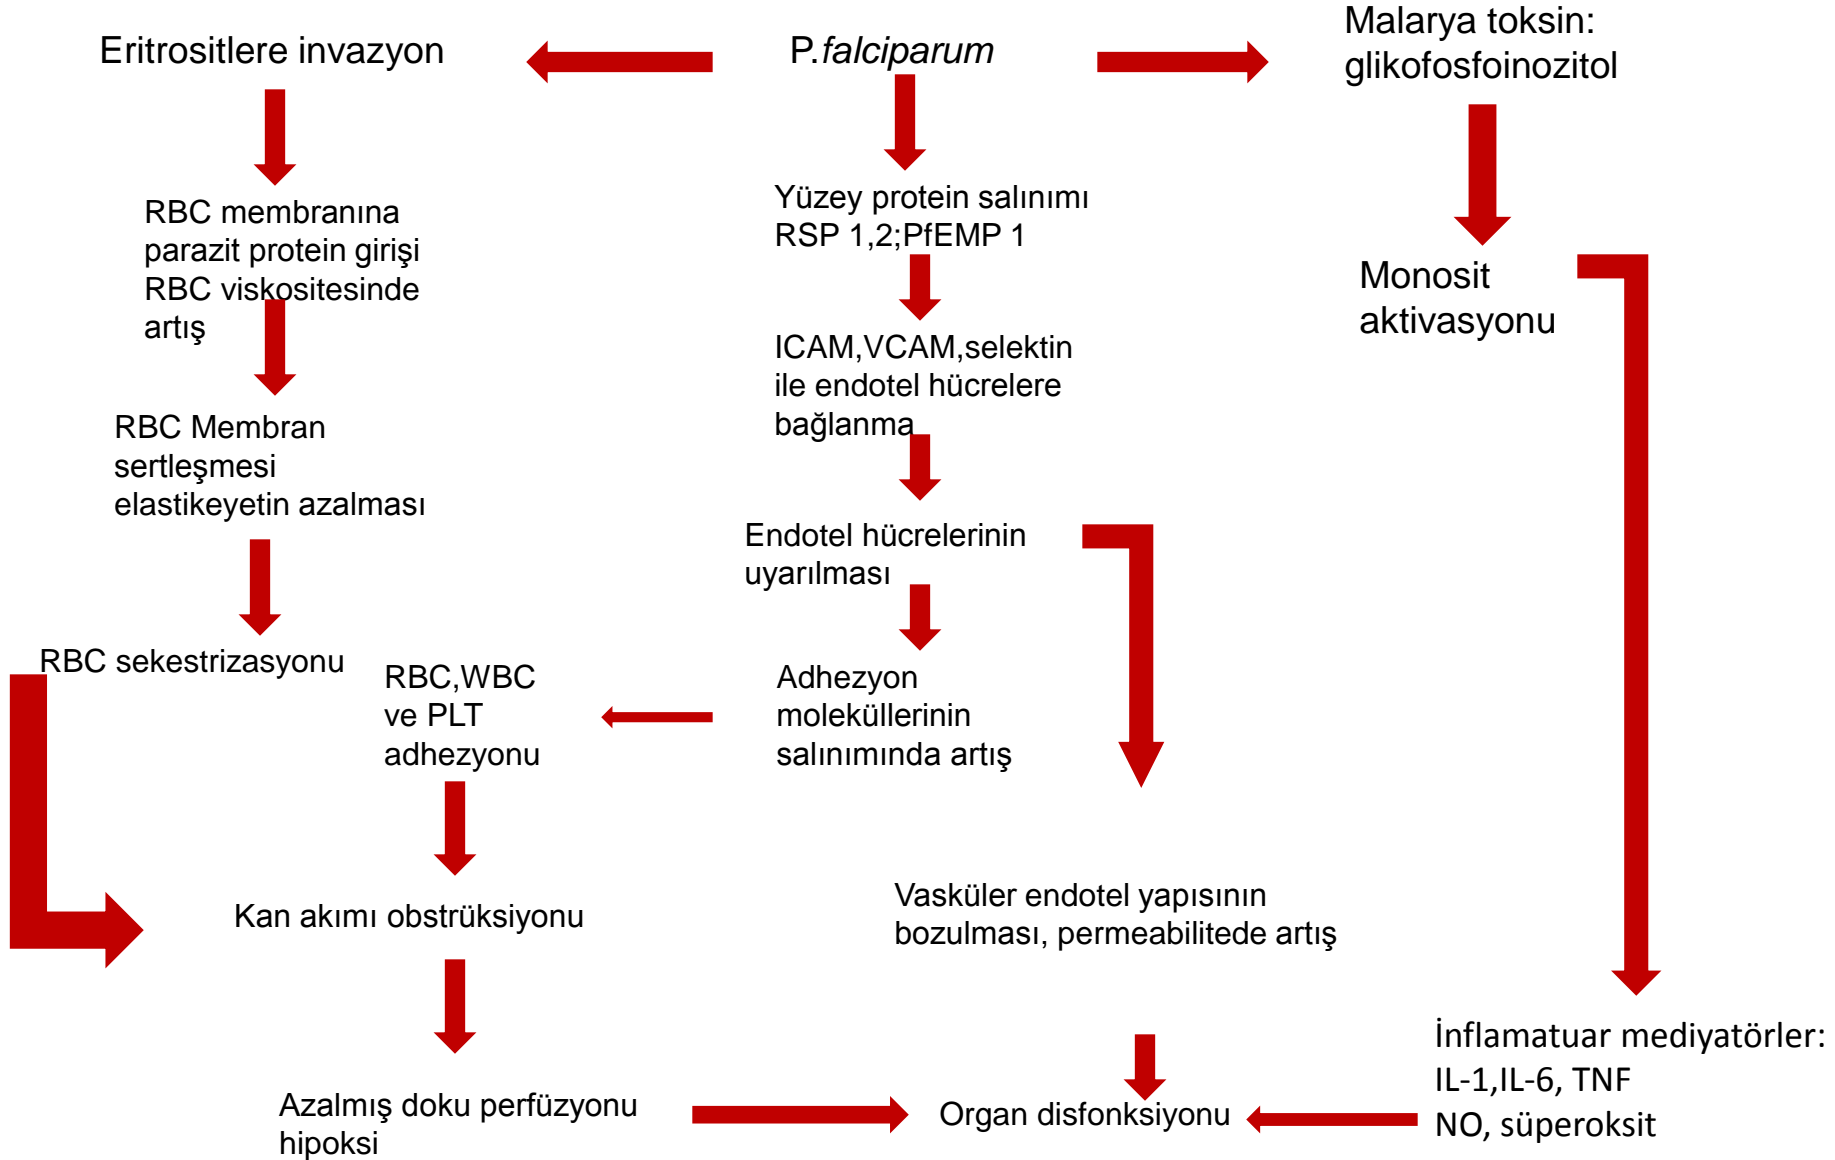 Eritrositlere invazyon
P.falciparum
Malarya toksin:
glikofosfoinozitol
RBC membranına
parazit protein girişi
RBC viskositesinde
artış
Yüzey protein salınımı
RSP 1,2;PfEMP 1
Monosit
aktivasyonu
ICAM,VCAM,selektin
ile endotel hücrelere
bağlanma
RBC Membran
sertleşmesi
elastikeyetin azalması
Endotel hücrelerinin
uyarılması
RBC sekestrizasyonu
RBC,WBC
ve PLT
adhezyonu
Adhezyon
moleküllerinin
salınımında artış
Kan akımı obstrüksiyonu
Vasküler endotel yapısının
bozulması, permeabilitede artış
Azalmış doku perfüzyonu
hipoksi
Organ disfonksiyonu
İnflamatuar mediyatörler:
IL-1,IL-6, TNF
NO, süperoksit